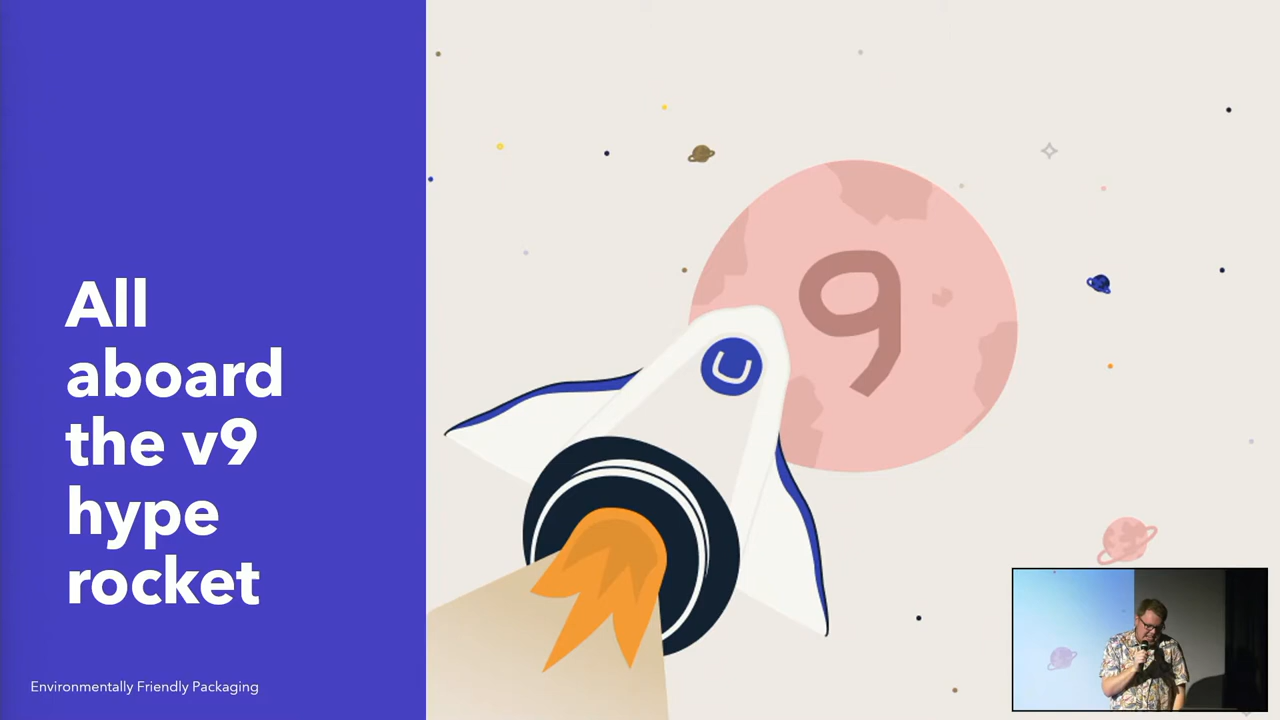 All
aboard
the v9
hype
rocket
Environmentally Friendly Packaging
9
U